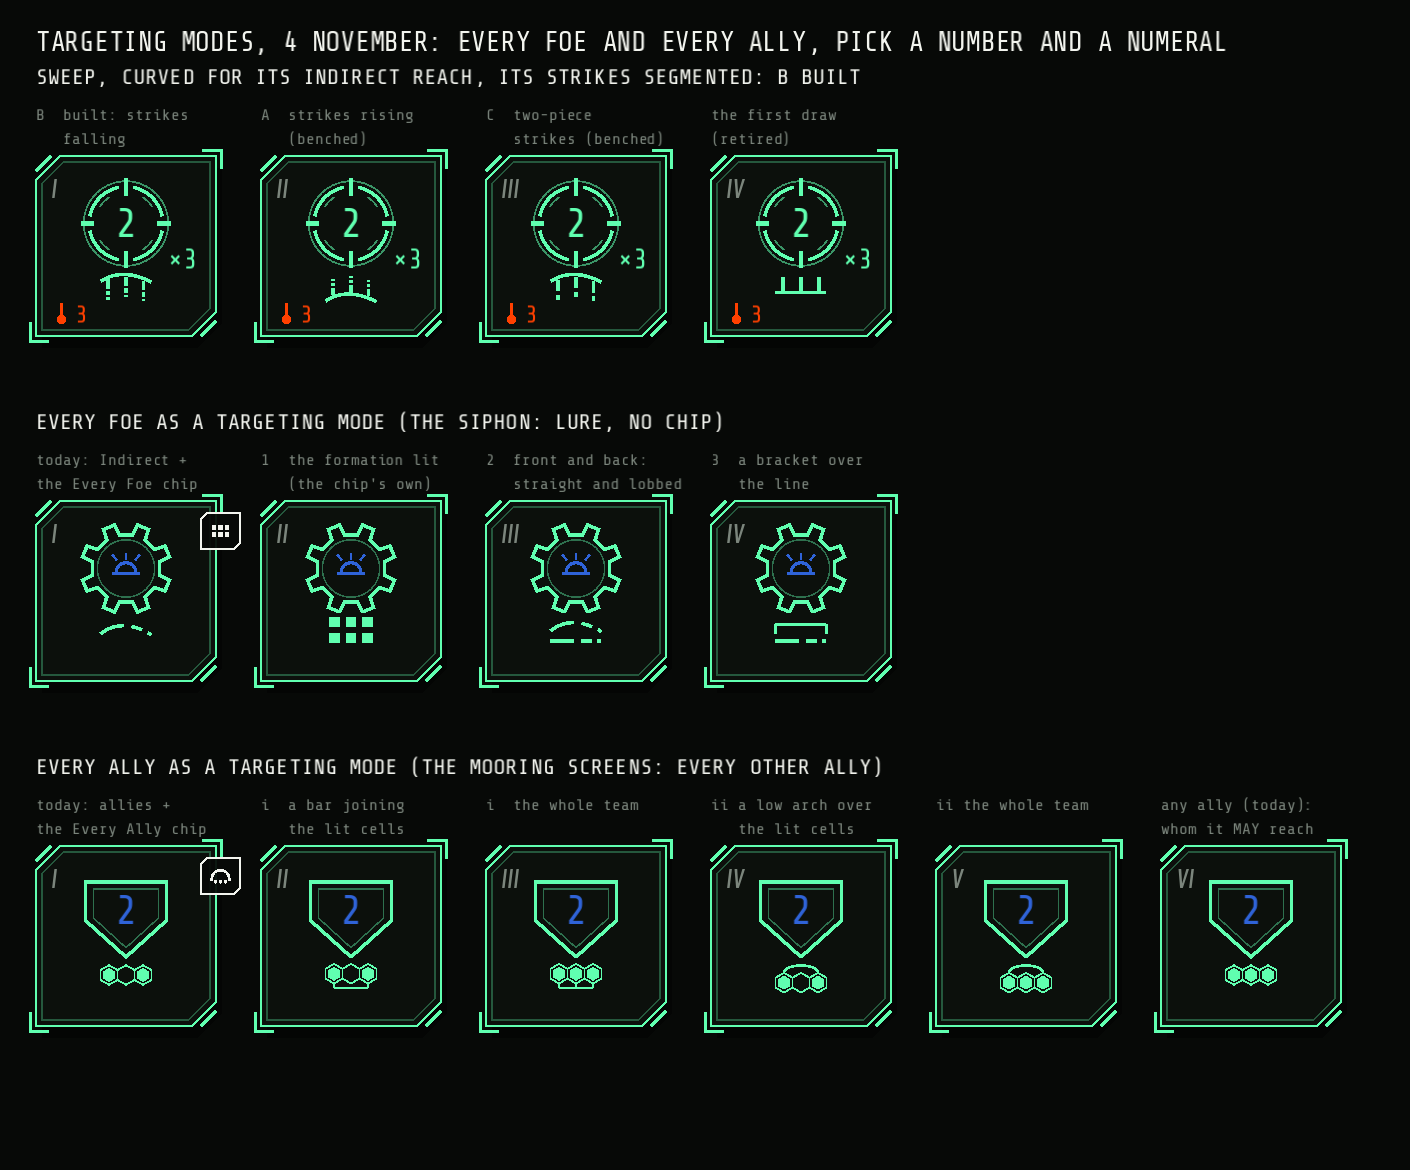 TARGETING MODES, 4 NOVEMBER: EVERY FOE AND EVERY ALLY, PICK A NUMBER AND A NUMERAL
SWEEP, CURVED FOR ITS INDIRECT REACH, ITS STRIKES SEGMENTED: B BUILT
B built: strikes falling
A strikes rising (benched)
C two-piece strikes (benched)
the first draw (retired)
I 2 ×3 3
II 2 ×3 3
III 2 ×3 3
IV 2 ×3 3
EVERY FOE AS A TARGETING MODE (THE SIPHON: LURE, NO CHIP)
today: Indirect + the Every Foe chip
1 the formation lit (the chip's own)
2 front and back: straight and lobbed
3 a bracket over the line
I
II
III
IV
EVERY ALLY AS A TARGETING MODE (THE MOORING SCREENS: EVERY OTHER ALLY)
today: allies + the Every Ally chip
i a bar joining the lit cells
i the whole team
ii a low arch over the lit cells
ii the whole team
any ally (today): whom it MAY reach
I 2
II 2
III 2
IV 2
V 2
VI 2